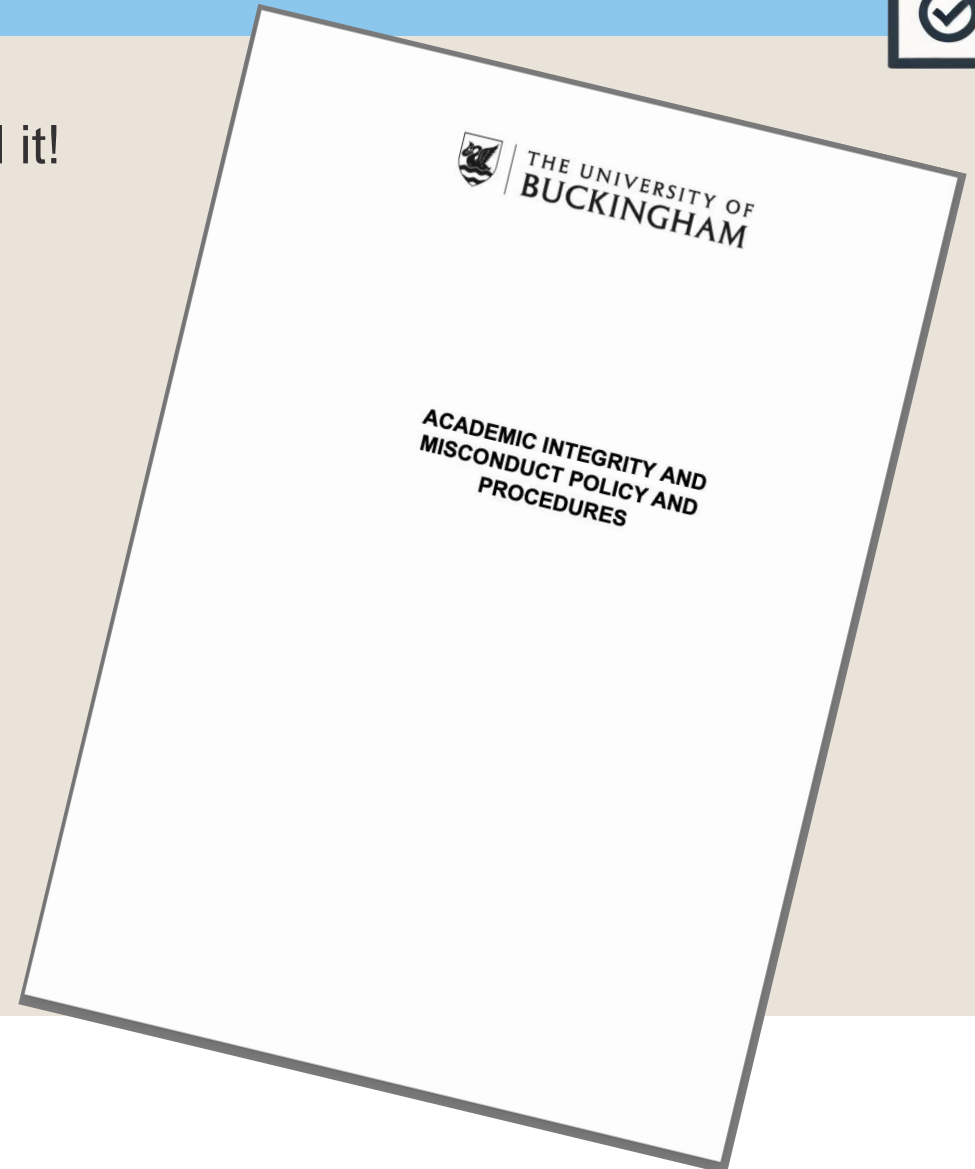 it!
THE UNIVERSITY OF
BUCKINGHAM
ACADEMIC INTEGRITY AND
MISCONDUCT POLICY AND
PROCEDURES